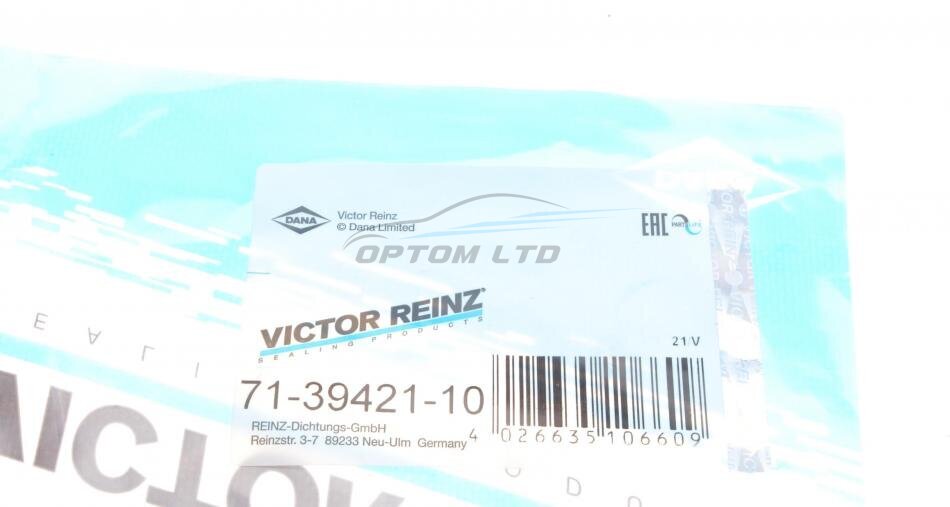 DANA
Victor Reinz
© Dana Limited
EAC
OPTOM LTD
VICTOR REINZ®
SEALING PRODUCTS
21/V
71-39421-10
REINZ-Dichtungs-GmbH
Reinzstr. 3-7 89233 Neu-Ulm Germany
4 026635 106609